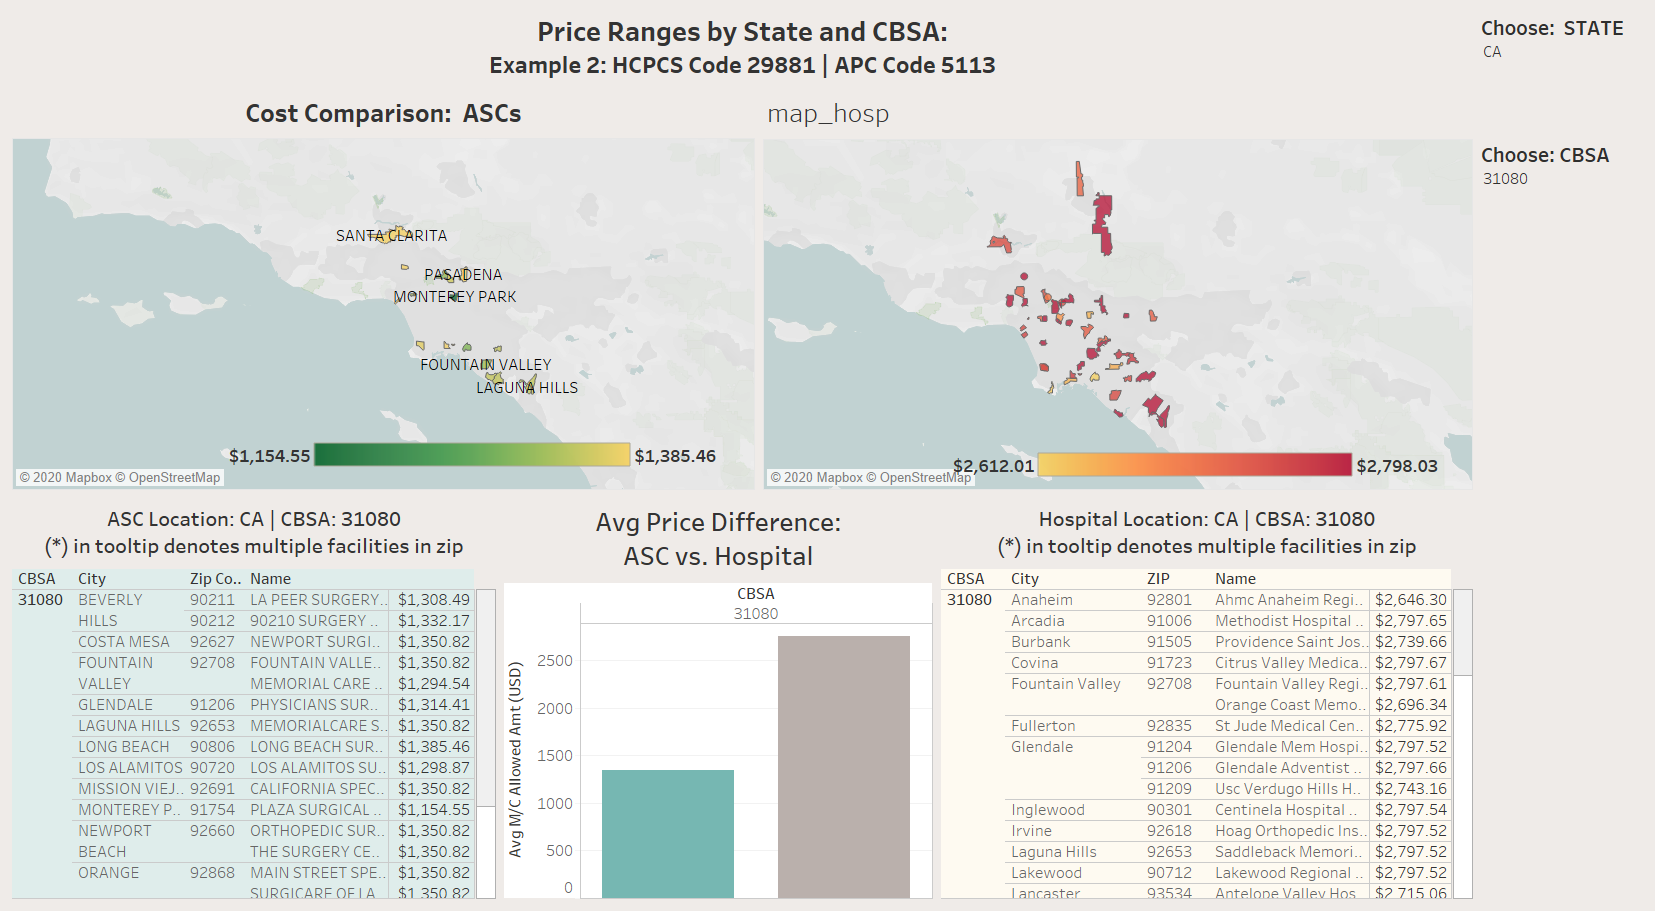 Price Ranges by State and CBSA:
Example 2: HCPCS Code 29881 | APC Code 5113
Choose: STATE
CA
Choose: CBSA
31080
Cost Comparison: ASCs
SANTA CLARITA
PASADENA
MONTEREY PARK
FOUNTAIN VALLEY
LAGUNA HILLS
$1,154.55 $1,385.46
© 2020 Mapbox © OpenStreetMap
map_hosp
$2,612.01 $2,798.03
© 2020 Mapbox © OpenStreetMap
ASC Location: CA | CBSA: 31080
(*) in tooltip denotes multiple facilities in zip
CBSA City Zip Co.. Name
31080 BEVERLY 90211 LA PEER SURGERY.. $1,308.49
HILLS 90212 90210 SURGERY .. $1,332.17
COSTA MESA 92627 NEWPORT SURGI.. $1,350.82
FOUNTAIN 92708 FOUNTAIN VALLE.. $1,350.82
VALLEY MEMORIAL CARE .. $1,294.54
GLENDALE 91206 PHYSICIANS SUR.. $1,314.41
LAGUNA HILLS 92653 MEMORIALCARE S.. $1,350.82
LONG BEACH 90806 LONG BEACH SUR.. $1,385.46
LOS ALAMITOS 90720 LOS ALAMITOS SU.. $1,298.87
MISSION VIEJ.. 92691 CALIFORNIA SPEC.. $1,350.82
MONTEREY P.. 91754 PLAZA SURGICAL .. $1,154.55
NEWPORT 92660 ORTHOPEDIC SUR.. $1,350.82
BEACH THE SURGERY CE.. $1,350.82
ORANGE 92868 MAIN STREET SPE.. $1,350.82
SURGICARE OF LA $1,350.82
Avg Price Difference:
ASC vs. Hospital
CBSA
31080
Avg M/C Allowed Amt (USD)
2500
2000
1500
1000
500
0
Hospital Location: CA | CBSA: 31080
(*) in tooltip denotes multiple facilities in zip
CBSA City ZIP Name
31080 Anaheim 92801 Ahmc Anaheim Regi.. $2,646.30
Arcadia 91006 Methodist Hospital .. $2,797.65
Burbank 91505 Providence Saint Jos.. $2,739.66
Covina 91723 Citrus Valley Medica.. $2,797.67
Fountain Valley 92708 Fountain Valley Regi.. $2,797.61
Orange Coast Memo.. $2,696.34
Fullerton 92835 St Jude Medical Cen.. $2,775.92
Glendale 91204 Glendale Mem Hospi.. $2,797.52
91206 Glendale Adventist .. $2,797.66
91209 Usc Verdugo Hills H.. $2,743.16
Inglewood 90301 Centinela Hospital .. $2,797.54
Irvine 92618 Hoag Orthopedic Ins.. $2,797.52
Laguna Hills 92653 Saddleback Memori.. $2,797.52
Lakewood 90712 Lakewood Regional .. $2,797.52
Lancaster 93534 Antelope Valley Hos $2,715.06